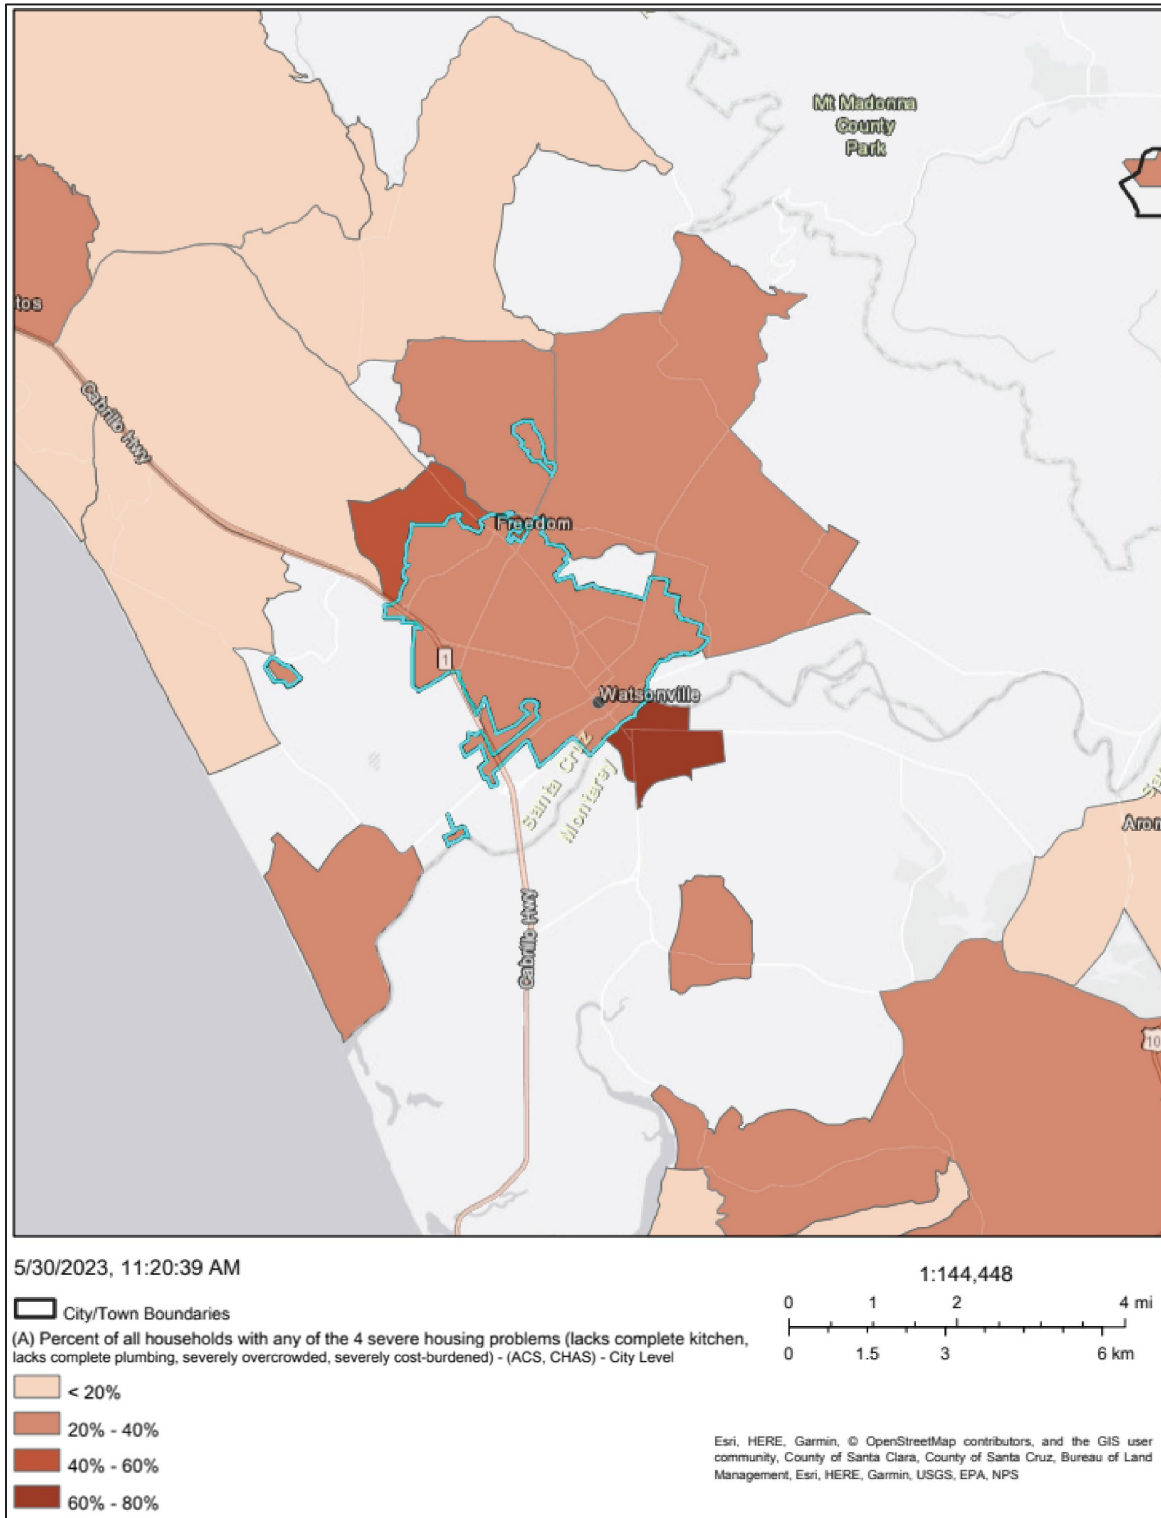 Mt Madonna
County
Park
tos
Cabrillo Hwy
Freedom
1
Watsonville
Santa Cruz
Monterey
Arom
Cabrillo Hwy
10
5/30/2023, 11:20:39 AM
City/Town Boundaries
(A) Percent of all households with any of the 4 severe housing problems (lacks complete kitchen,
lacks complete plumbing, severely overcrowded, severely cost-burdened) - (ACS, CHAS) - City Level
< 20%
20% - 40%
40% - 60%
60% - 80%
1:144,448
0 1 2 4 mi
0 1.5 3 6 km
Esri, HERE, Garmin, © OpenStreetMap contributors, and the GIS user
community, County of Santa Clara, County of Santa Cruz, Bureau of Land
Management, Esri, HERE, Garmin, USGS, EPA, NPS